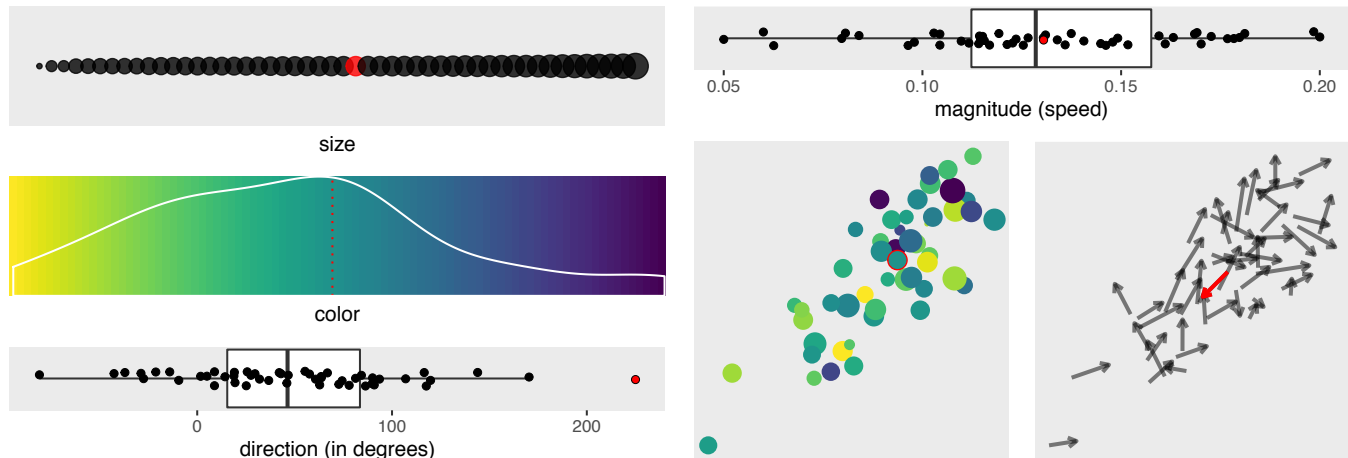 size
color
0 100 200
direction (in degrees)
0.05 0.10 0.15 0.20
magnitude (speed)